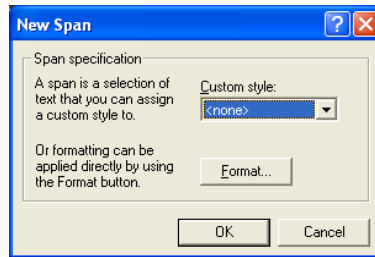 New Span
Span specification
A span is a selection of
text that you can assign
a custom style to.
Custom style:
<none>
Or formatting can be
applied directly by using
the Format button.
Format...
OK
Cancel